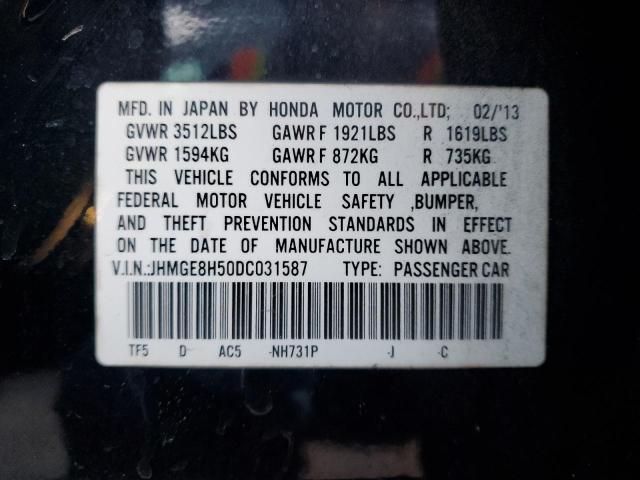 MFD. IN JAPAN BY HONDA MOTOR CO.,LTD; 02/'13
GVWR 3512LBS GAWR F 1921LBS R 1619LBS
GVWR 1594KG GAWR F 872KG R 735KG
THIS VEHICLE CONFORMS TO ALL APPLICABLE
FEDERAL MOTOR VEHICLE SAFETY ,BUMPER,
AND THEFT PREVENTION STANDARDS IN EFFECT
ON THE DATE OF MANUFACTURE SHOWN ABOVE.
V.I.N.:JHMGE8H50DC031587 TYPE: PASSENGER CAR
TF5 D- AC5 -NH731P -J -C